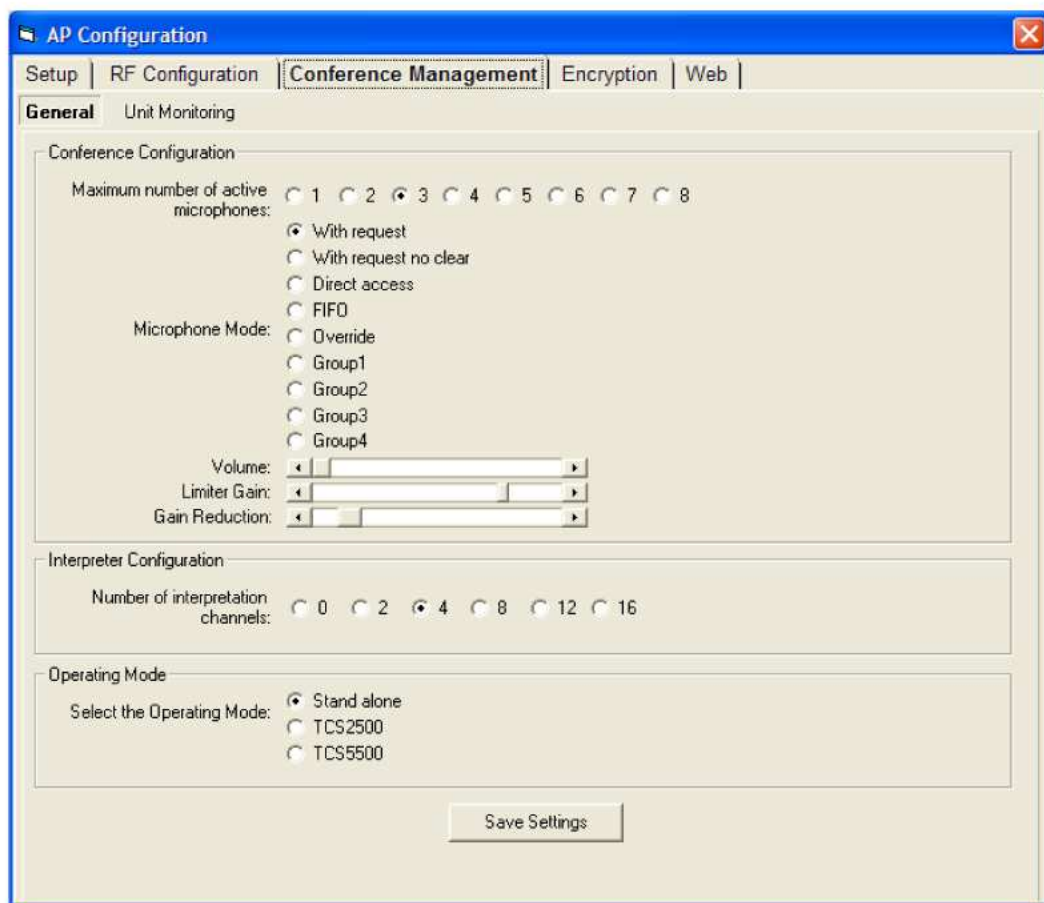 AP Configuration
Setup RF Configuration Conference Management Encryption Web
General Unit Monitoring
Conference Configuration
Maximum number of active
microphones:
1 2 3 4 5 6 7 8
With request
With request no clear
Direct access
FIFO
Microphone Mode:
Override
Group1
Group2
Group3
Group4
Volume:
Limiter Gain:
Gain Reduction:
Interpreter Configuration
Number of interpretation
channels:
0 2 4 8 12 16
Operating Mode
Select the Operating Mode:
Stand alone
TCS2500
TCS5500
Save Settings